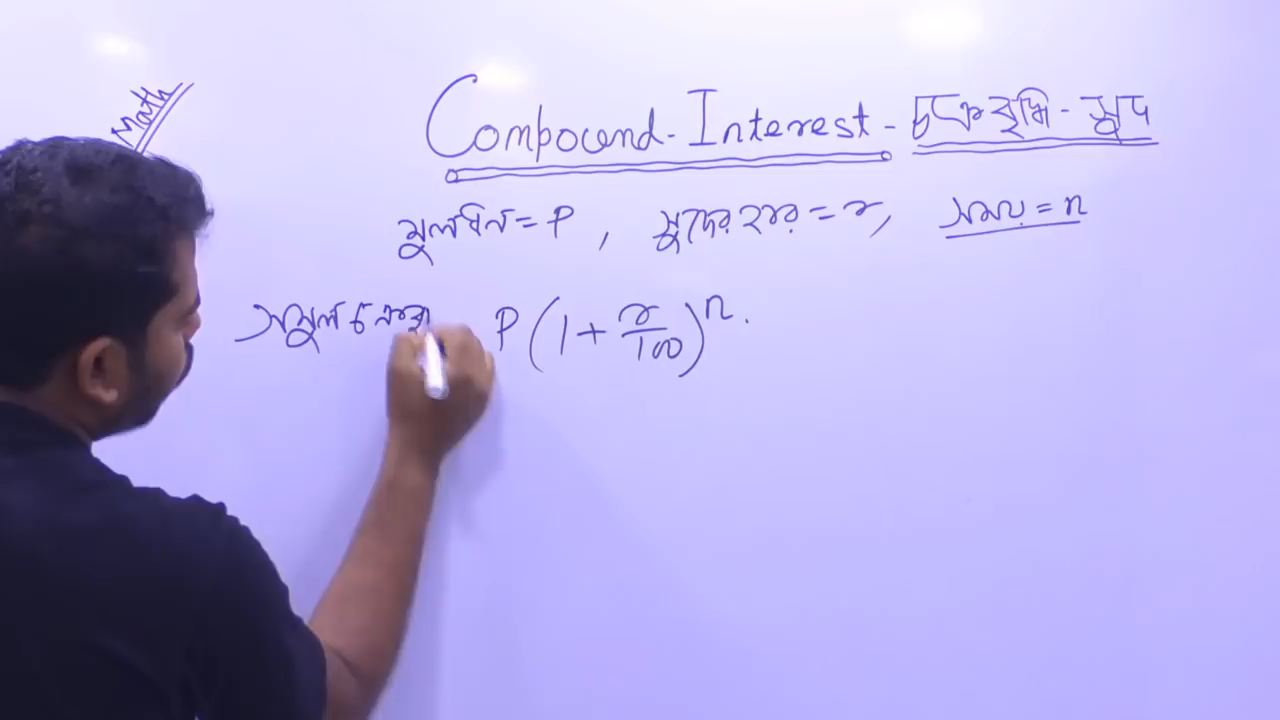 Math
Compound - Interest - চক্রবৃদ্ধি - সুদ
মুলধন = P , সুদের হার = r, সময় = n
সমুল চক্রবৃ P(1 + r/100)^n.